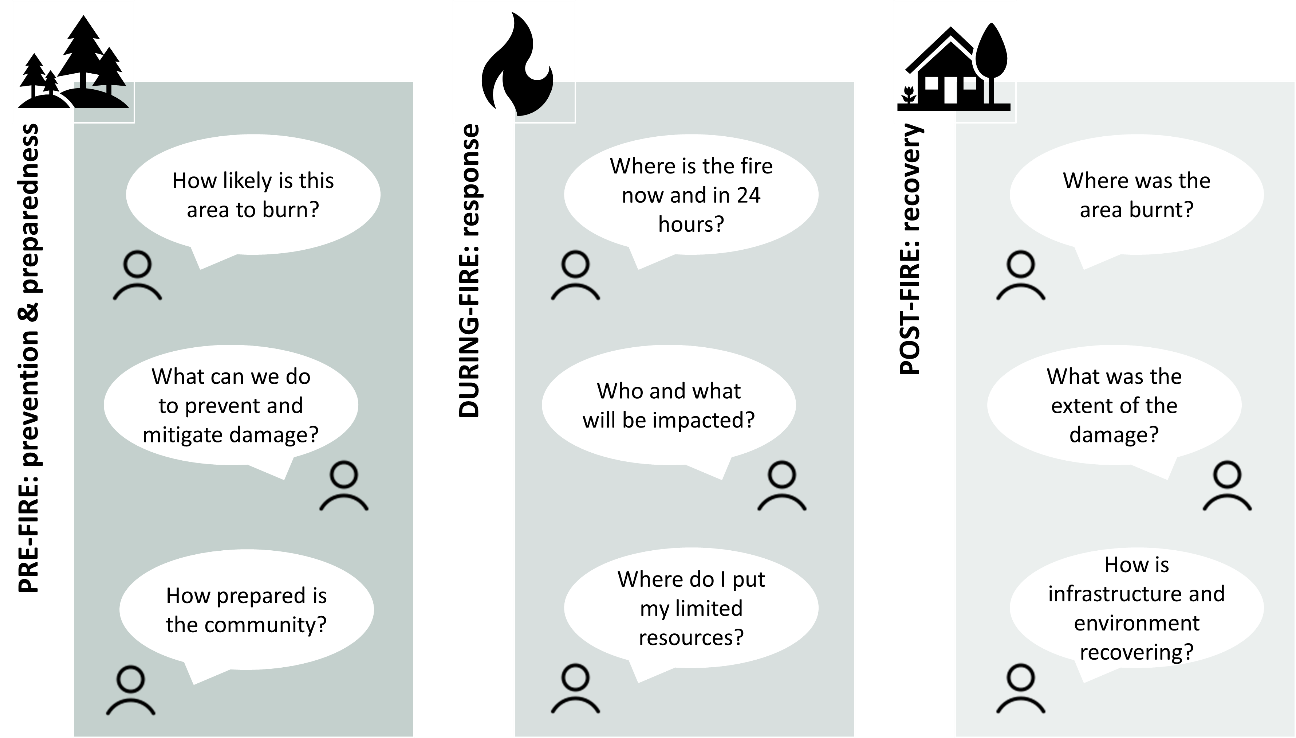 PRE-FIRE: prevention & preparedness
How likely is this
area to burn?
What can we do
to prevent and
mitigate damage?
How prepared is
the community?
DURING-FIRE: response
Where is the fire
now and in 24
hours?
Who and what
will be impacted?
Where do I put
my limited
resources?
POST-FIRE: recovery
Where was the
area burnt?
What was the
extent of the
damage?
How is
infrastructure and
environment
recovering?